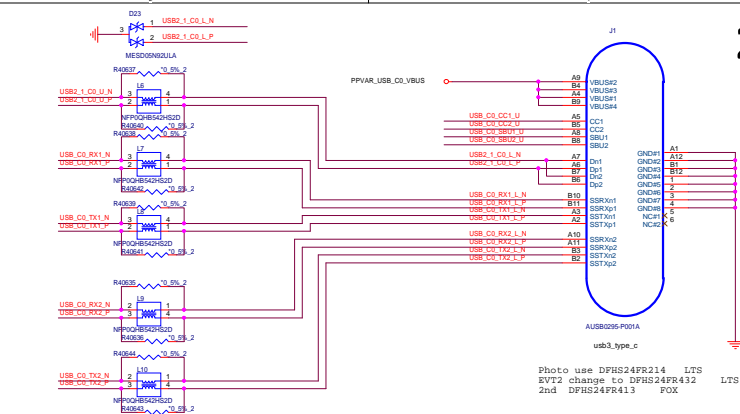 D23
1 USB2_1_C0_L_N
3
2 USB2_1_C0_L_P
MESD05N92ULA
R40637 *0_5%_2
USB2_1_C0_U_N 2 4
L6
USB2_1_C0_U_P 3 1
NFP0QHB542HS2D
R40640 *0_5%_2
R40638 *0_5%_2
USB_C0_RX1_N 3 4
L7
USB_C0_RX1_P 2 1
NFP0QHB542HS2D
R40642 *0_5%_2
R40639 *0_5%_2
USB_C0_TX1_N 3 4
L8
USB_C0_TX1_P 2 1
NFP0QHB542HS2D
R40641 *0_5%_2
R40635 *0_5%_2
L9
USB_C0_RX2_N 2 1
USB_C0_RX2_P 3 4
NFP0QHB542HS2D
R40636 *0_5%_2
R40644 *0_5%_2
L10
USB_C0_TX2_N 2 1
USB_C0_TX2_P 3 4
NFP0QHB542HS2D
R40643 *0_5%_2
J1
PPVAR_USB_C0_VBUS
A9 VBUS#2
B4 VBUS#3
A4 VBUS#1
B9 VBUS#4
USB_C0_CC1_U A5 CC1
USB_C0_CC2_U B5 CC2
USB_C0_SBU1_U A8 SBU1
USB_C0_SBU2_U B8 SBU2
USB2_1_C0_L_N A7 Dn1
USB2_1_C0_L_P A6 Dp1
B7 Dn2
B6 Dp2
USB_C0_RX1_L_N B10 SSRXn1
USB_C0_RX1_L_P B11 SSRXp1
USB_C0_TX1_L_N A3 SSTXn1
USB_C0_TX1_L_P A2 SSTXp1
USB_C0_RX2_L_N A10 SSRXn2
USB_C0_RX2_L_P A11 SSRXp2
USB_C0_TX2_L_N B3 SSTXn2
USB_C0_TX2_L_P B2 SSTXp2
GND#1 A1
GND#2 A12
GND#3 B1
GND#4 B12
GND#5 1
GND#6 2
GND#7 3
GND#8 4
NC#1 5
NC#2 6
AUSB0295-P001A
usb3_type_c
Photo use DFHS24FR214 LTS
EVT2 change to DFHS24FR432 LTS
2nd DFHS24FR413 FOX